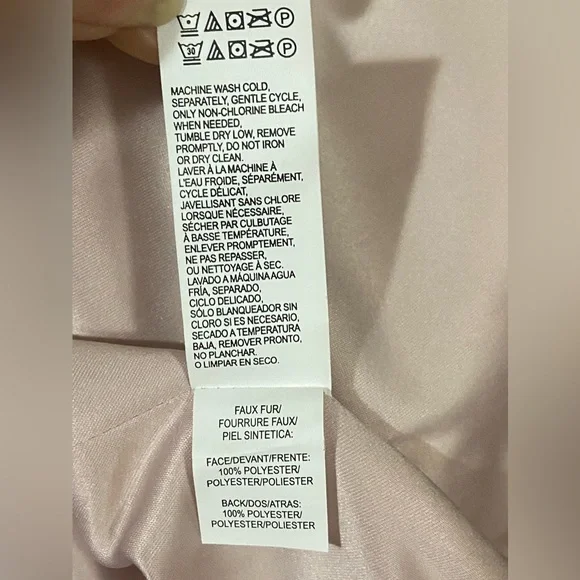 30
MACHINE WASH COLD,
SEPARATELY, GENTLE CYCLE,
ONLY NON-CHLORINE BLEACH
WHEN NEEDED,
TUMBLE DRY LOW, REMOVE
PROMPTLY, DO NOT IRON
OR DRY CLEAN.
LAVER À LA MACHINE À
L'EAU FROIDE, SÉPARÉMENT,
CYCLE DÉLICAT,
JAVELLISANT SANS CHLORE
LORSQUE NÉCESSAIRE,
SÉCHER PAR CULBUTAGE
À BASSE TEMPÉRATURE,
ENLEVER PROMPTEMENT,
NE PAS REPASSER,
OU NETTOYAGE À SEC.
LAVADO A MÁQUINA AGUA
FRÍA, SEPARADO,
CICLO DELICADO,
SÓLO BLANQUEADOR SIN
CLORO SI ES NECESARIO,
SECADO A TEMPERATURA
BAJA, REMOVER PRONTO,
NO PLANCHAR.
O LIMPIAR EN SECO.
FAUX FUR/
FOURRURE FAUX/
PIEL SINTETICA:
FACE/DEVANT/FRENTE:
100% POLYESTER/
POLYESTER/POLIESTER
BACK/DOS/ATRAS:
100% POLYESTER/
POLYESTER/POLIESTER